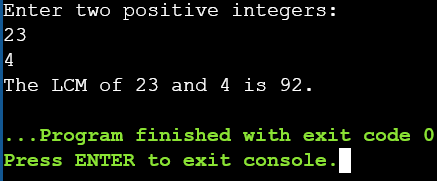 Enter two positive integers:
23
4
The LCM of 23 and 4 is 92.
...Program finished with exit code 0
Press ENTER to exit console.